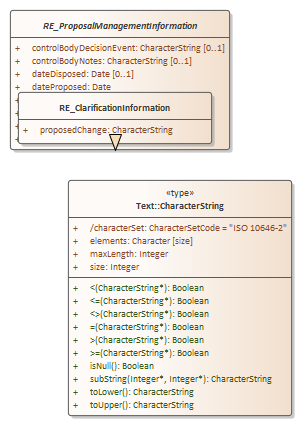 RE_ProposalManagementInformation
+ controlBodyDecisionEvent: CharacterString [0..1]
+ controlBodyNotes: CharacterString [0..1]
+ dateDisposed: Date [0..1]
+ dateProposed: Date
+
RE_ClarificationInformation
+ proposedChange: CharacterString
«type»
Text::CharacterString
+ /characterSet: CharacterSetCode = "ISO 10646-2"
+ elements: Character [size]
+ maxLength: Integer
+ size: Integer
+ <(CharacterString*): Boolean
+ <=(CharacterString*): Boolean
+ <>(CharacterString*): Boolean
+ =(CharacterString*): Boolean
+ >(CharacterString*): Boolean
+ >=(CharacterString*): Boolean
+ isNull(): Boolean
+ subString(Integer*, Integer*): CharacterString
+ toLower(): CharacterString
+ toUpper(): CharacterString